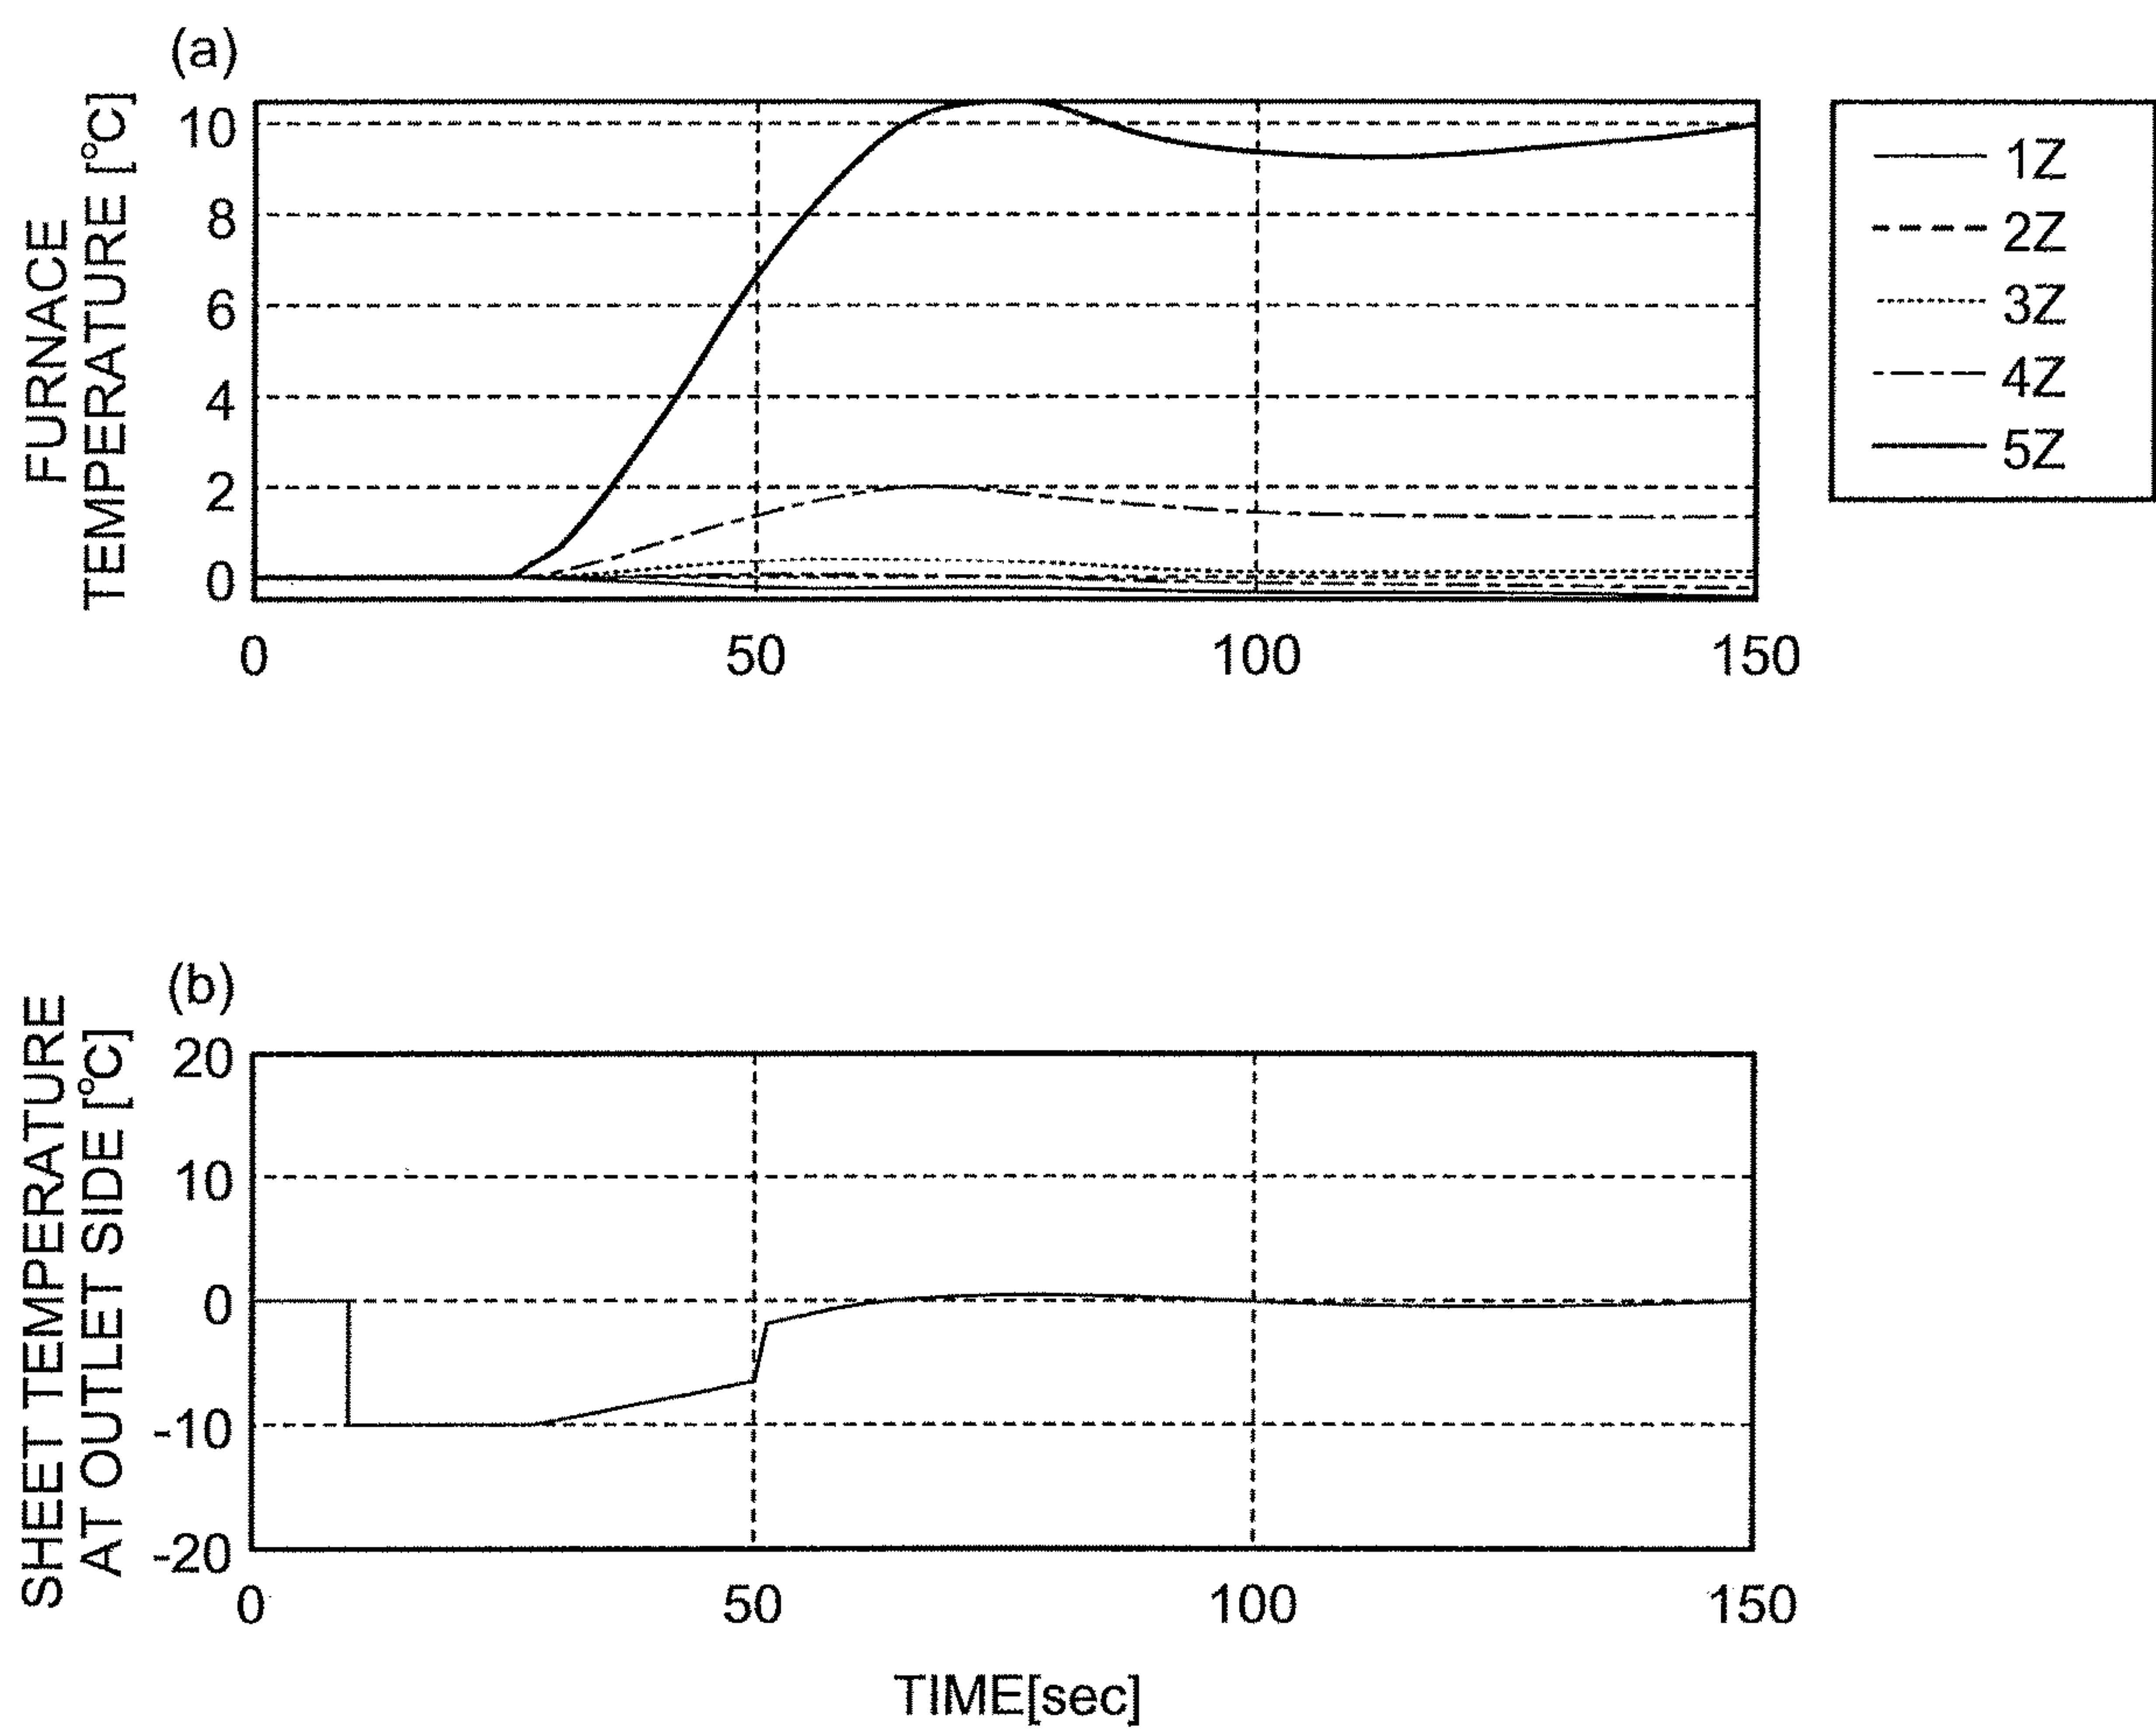 (a)
FURNACE
TEMPERATURE [°C]
10
8
6
4
2
0
0 50 100 150
1Z
2Z
3Z
4Z
5Z
(b)
SHEET TEMPERATURE
AT OUTLET SIDE [°C]
20
10
0
-10
-20
0 50 100 150
TIME[sec]